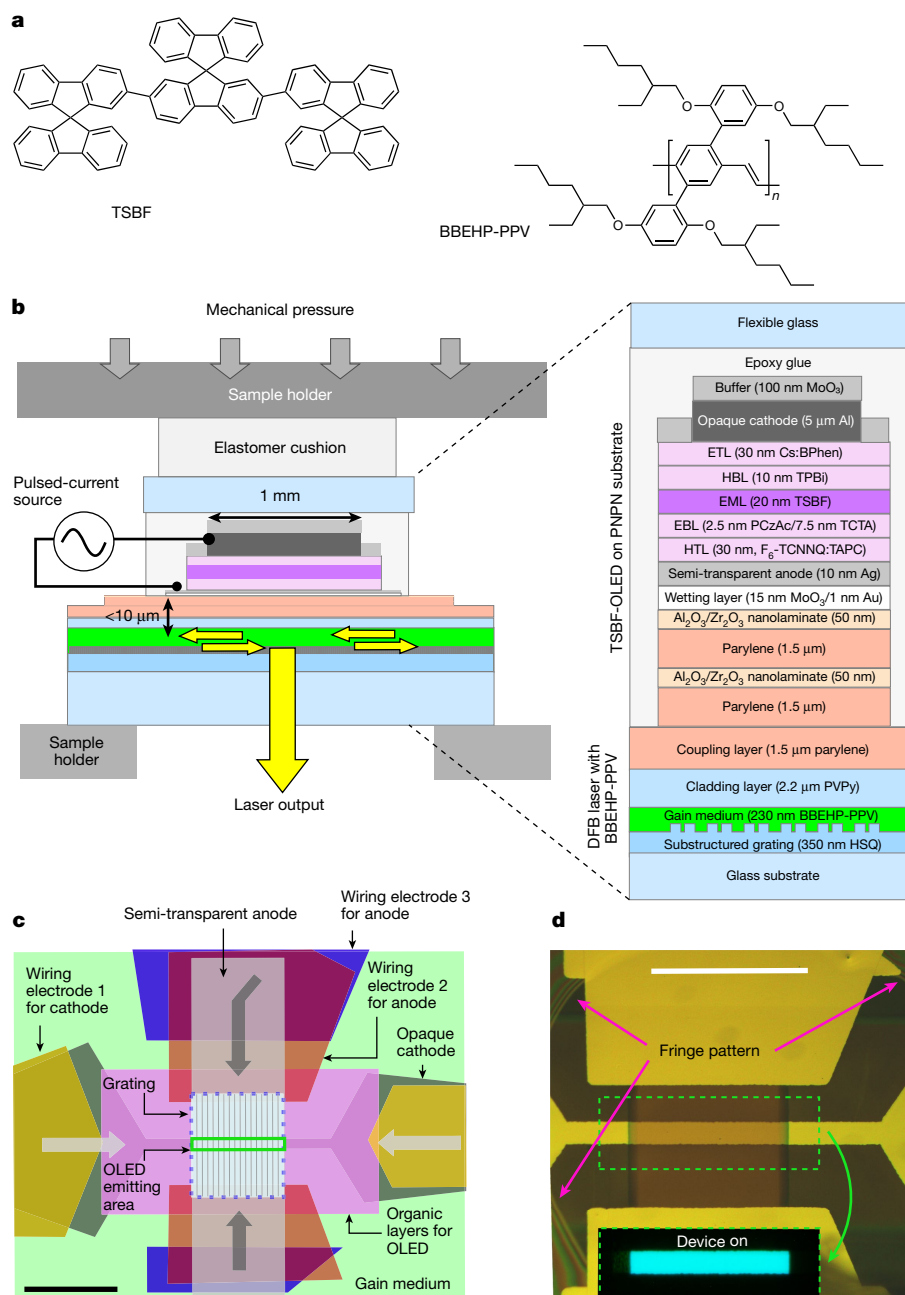 a
TSBF
O
O
O
O
n
BBEHP-PPV
b
Mechanical pressure
Sample holder
Elastomer cushion
Pulsed-current
source
1 mm
<10 μm
Sample
holder
Laser output
Flexible glass
Epoxy glue
Buffer (100 nm MoO₃)
Opaque cathode (5 μm Al)
ETL (30 nm Cs:BPhen)
HBL (10 nm TPBi)
EML (20 nm TSBF)
EBL (2.5 nm PCzAc/7.5 nm TCTA)
HTL (30 nm, F₆-TCNNQ:TAPC)
Semi-transparent anode (10 nm Ag)
Wetting layer (15 nm MoO₃/1 nm Au)
Al₂O₃/Zr₂O₃ nanolaminate (50 nm)
Parylene (1.5 μm)
Al₂O₃/Zr₂O₃ nanolaminate (50 nm)
Parylene (1.5 μm)
Coupling layer (1.5 μm parylene)
Cladding layer (2.2 μm PVPy)
Gain medium (230 nm BBEHP-PPV)
Substructured grating (350 nm HSQ)
Glass substrate
TSBF-OLED on PNPN substrate
DFB laser with
BBEHP-PPV
c
Semi-transparent anode
Wiring electrode 3
for anode
Wiring
electrode 1
for cathode
Wiring
electrode 2
for anode
Opaque
cathode
Grating
OLED
emitting
area
Organic
layers for
OLED
Gain medium
d
Fringe pattern
Device on